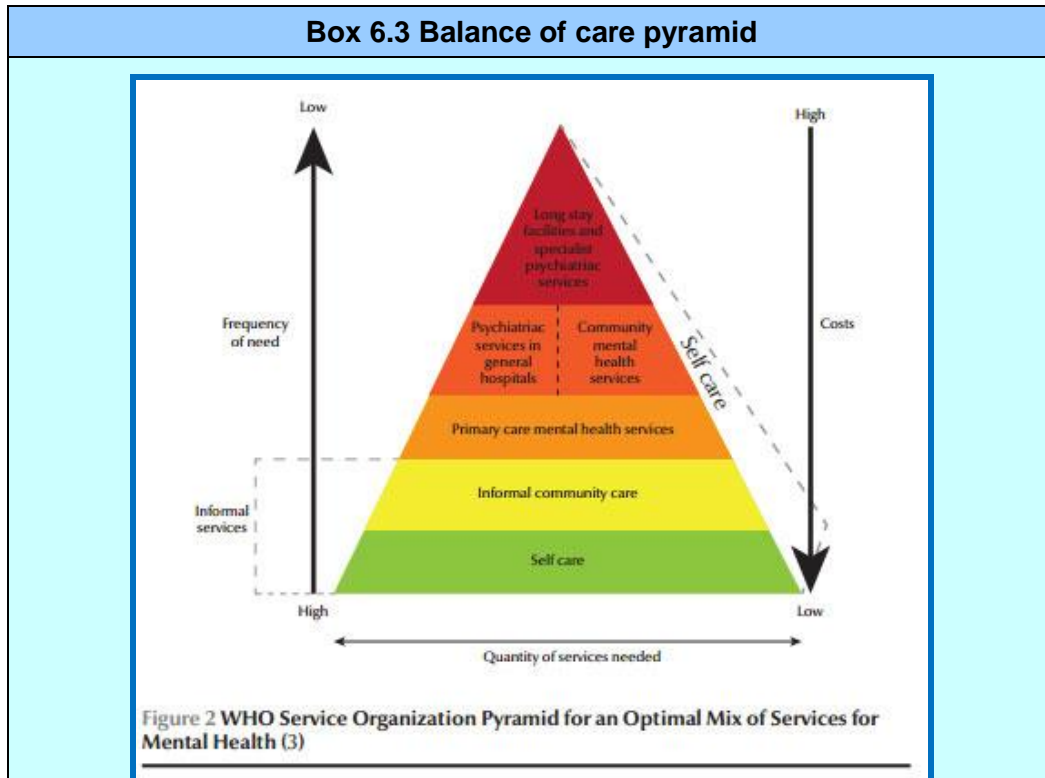 Box 6.3 Balance of care pyramid
Low
High
Long stay
facilities and
specialist
psychiatriac
services
Frequency
of need
Psychiatriac
services in
general
hospitals
Community
mental
health
services
Costs
Self care
Primary care mental health services
Informal
services
Informal community care
Self care
High
Low
Quantity of services needed
Figure 2 WHO Service Organization Pyramid for an Optimal Mix of Services for
Mental Health (3)